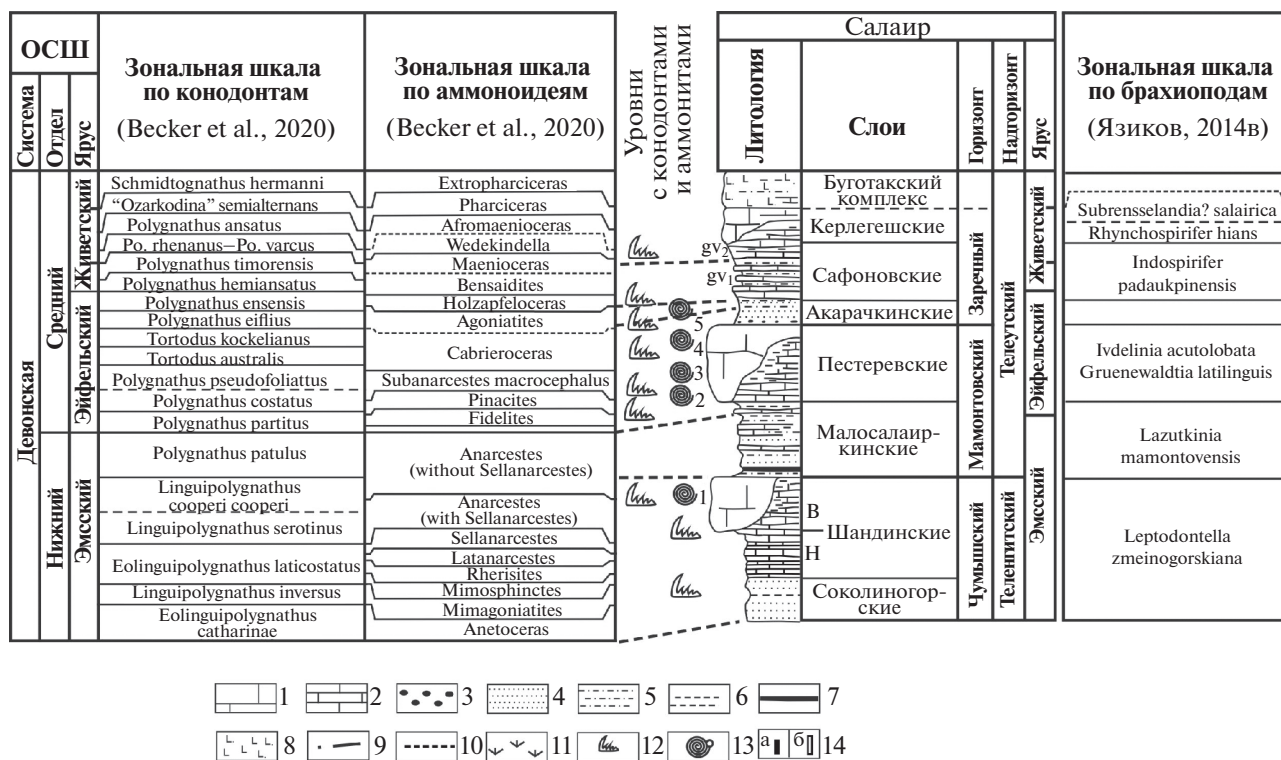 ОСШ
Система
Отдел
Ярус
Зональная шкала
по конодонтам
(Becker et al., 2020)
Зональная шкала
по аммоноидеям
(Becker et al., 2020)
Уровни
с конодонтами
и аммонитами
Салаир
Литология
Слои
Горизонт
Надгоризонт
Ярус
Зональная шкала
по брахиоподам
(Язиков, 2014в)
Девонская
Средний
Нижний
Живетский
Эйфельский
Эмсский
Schmidtognathus hermanni
“Ozarkodina” semialternans
Polygnathus ansatus
Po. rhenanus–Po. varcus
Polygnathus timorensis
Polygnathus hemiansatus
Polygnathus ensensis
Polygnathus eiflius
Tortodus kockelianus
Tortodus australis
Polygnathus pseudofoliattus
Polygnathus costatus
Polygnathus partitus
Polygnathus patulus
Linguipolygnathus
cooperi cooperi
Linguipolygnathus serotinus
Eolinguipolygnathus laticostatus
Linguipolygnathus inversus
Eolinguipolygnathus
catharinae
Extropharciceras
Pharciceras
Afromaenioceras
Wedekindella
Maenioceras
Bensaidites
Holzapfeloceras
Agoniatites
Cabrieroceras
Subanarcestes macrocephalus
Pinacites
Fidelites
Anarcestes
(without Sellanarcestes)
Anarcestes
(with Sellanarcestes)
Sellanarcestes
Latanarcestes
Rherisites
Mimosphinctes
Mimagoniatites
Anetoceras
5
4
3
2
1
gv2
gv1
В
Н
Буготакский
комплекс
Керлегешские
Сафоновские
Акарачкинские
Пестеревские
Малосалаир-
кинские
Шандинские
Соколиногор-
ские
Заречный
Мамонтовский
Чумышский
Телеутский
Теленгитский
Живетский
Эйфельский
Эмсский
Subrensselandia? salairica
Rhynchospirifer hians
Indospirifer
padaukpinensis
Ivdelinia acutolobata
Gruenewaldtia latilinguis
Lazutkinia
mamontovensis
Leptodontella
zmeinogorskiana
1 2 3 4 5 6 7
8 9 10 11 12 13 а б 14